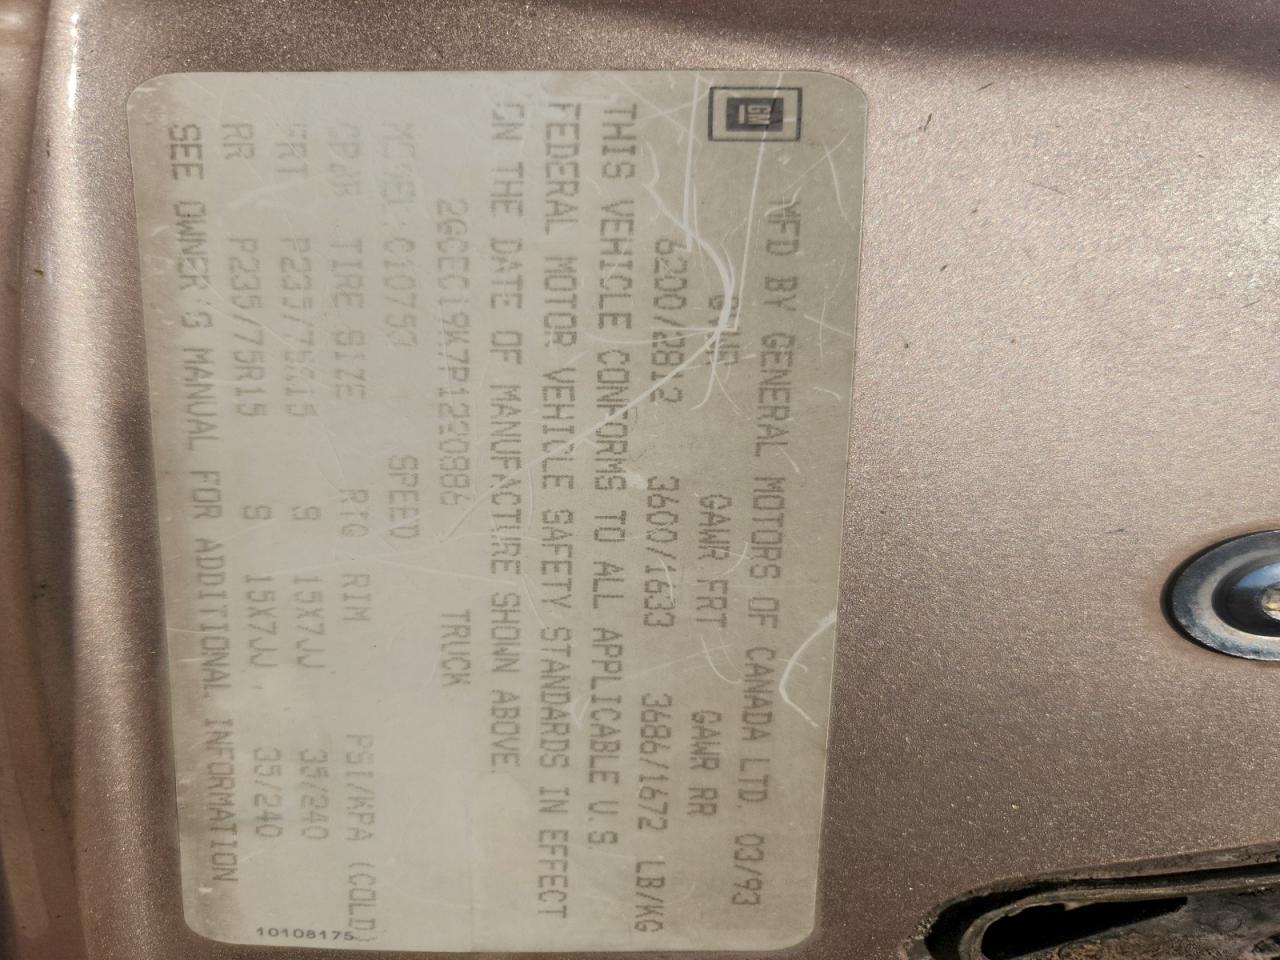 GM
MFD BY GENERAL MOTORS OF CANADA LTD. 03/93
GVWR GAWR FRT GAWR RR
6200/2812 3600/1633 3686/1672 LB/KG
THIS VEHICLE CONFORMS TO ALL APPLICABLE U.S.
FEDERAL MOTOR VEHICLE SAFETY STANDARDS IN EFFECT
ON THE DATE OF MANUFACTURE SHOWN ABOVE.
2GCEC19K7P1220886 TRUCK
MODEL: C10753 SPEED
TIRE SIZE RTG RIM PSI/KPA (COLD)
FRT P235/75R15 S 15X7JJ 35/240
RR P235/75R15 S 15X7JJ 35/240
SEE OWNER'S MANUAL FOR ADDITIONAL INFORMATION
10108175